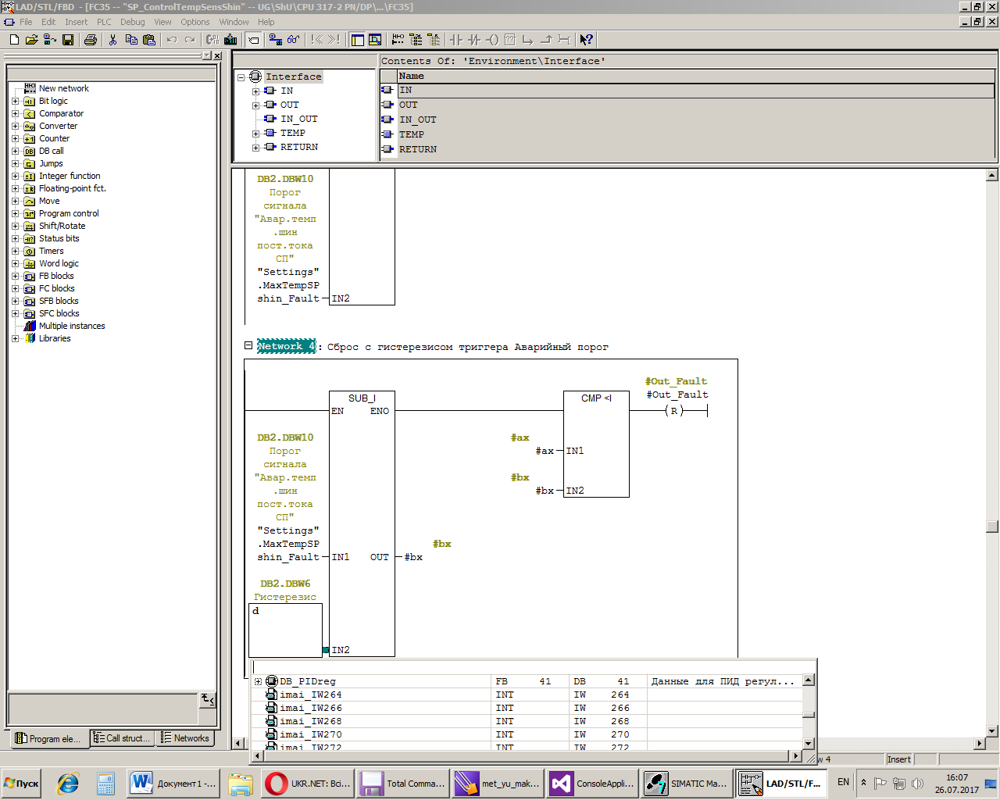 LAD/STL/FBD - [FC35 -- "SP_ControlTempSensShin" -- UG\ShU\CPU 317-2 PN/DP\...\FC35]
File Edit Insert PLC Debug View Options Window Help
New network
Bit logic
Comparator
Converter
Counter
DB call
Jumps
Integer function
Floating-point fct.
Move
Program control
Shift/Rotate
Status bits
Timers
Word logic
FB blocks
FC blocks
SFB blocks
SFC blocks
Multiple instances
Libraries
Program ele...
Call struct...
Networks
Interface
IN
OUT
IN_OUT
TEMP
RETURN
Contents Of: 'Environment\Interface'
Name
IN
OUT
IN_OUT
TEMP
RETURN
DB2.DBW10
Порог
сигнала
"Авар.темп
.шин
пост.тока
СП"
"Settings"
.MaxTempSP
shin_Fault
IN2
Network 4 : Сброс с гистерезисом триггера Аварийный порог
SUB_I
EN ENO
CMP <I
#Out_Fault
#Out_Fault
R
#ax
#ax IN1
#bx
#bx IN2
DB2.DBW10
Порог
сигнала
"Авар.темп
.шин
пост.тока
СП"
"Settings"
.MaxTempSP
shin_Fault IN1 OUT #bx
#bx
DB2.DBW6
Гистерезис
d
IN2
DB_PIDreg FB 41 DB 41 Данные для ПИД регул...
imai_IW264 INT IW 264
imai_IW266 INT IW 266
imai_IW268 INT IW 268
imai_IW270 INT IW 270
imai_IW272 INT IW 272
w 4 Insert
Пуск
Документ1 -...
UKR.NET: Всі...
Total Comma...
met_yu_mak...
ConsoleAppli...
SIMATIC Ma...
LAD/STL/F...
EN
16:07
26.07.2017